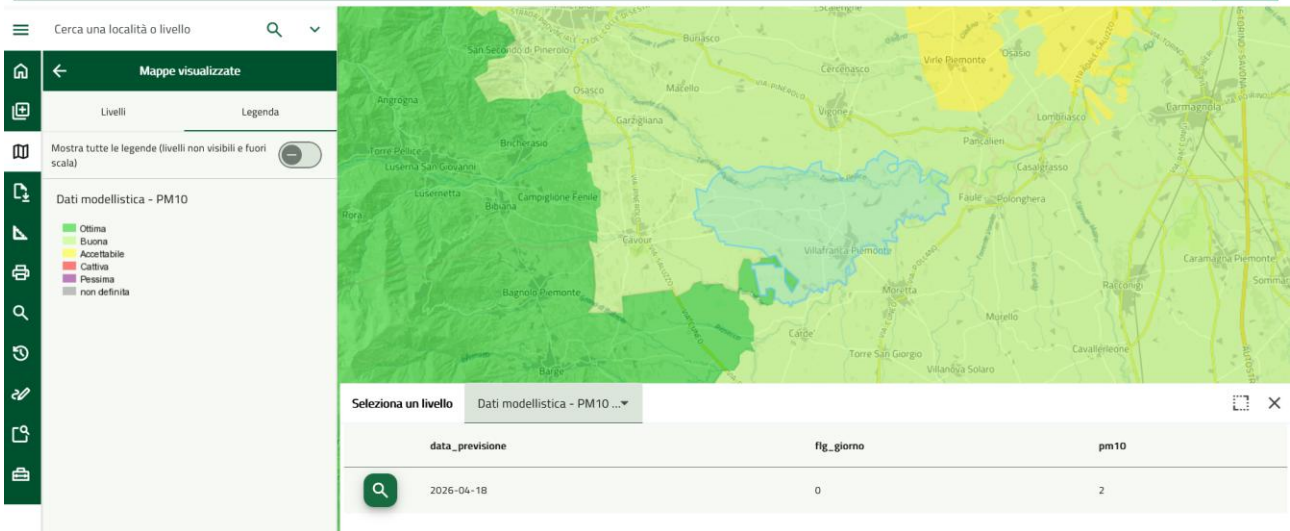 Cerca una località o livello
Mappe visualizzate
Livelli
Legenda
Mostra tutte le legende (livelli non visibili e fuori
scala)
Dati modellistica - PM10
Ottima
Buona
Accettabile
Cattiva
Pessima
non definita
Buriasco
San Secondo di Pinerolo
Osasio
Virle Piemonte
Cercenasco
Osasco
Macello
Angrogna
Vigone
Carmagnola
Garzigliana
Lombriasco
Bricherasio
Pancalieri
Torre Pellice
Luserna San Giovanni
Casalgrasso
Lusernetta
Campiglione Fenile
Bibiana
Faule
Polonghera
Rorà
Cavour
Villafranca Piemonte
Caramagna Piemonte
Bagnolo Piemonte
Moretta
Racconigi
Murello
Cardè
Torre San Giorgio
Cavallerleone
Villanova Solaro
Barge
Seleziona un livello
Dati modellistica - PM10 ...
data_previsione
flg_giorno
pm10
2026-04-18
0
2